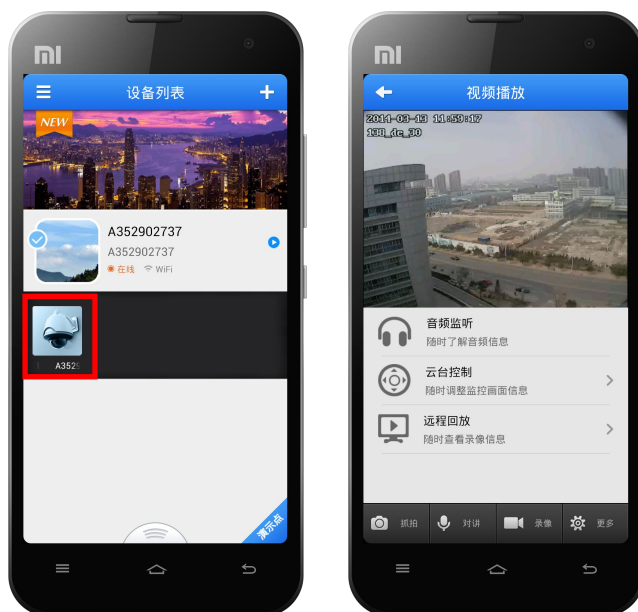 设备列表
NEW
A352902737
A352902737
在线 WiFi
A3529
演示点
视频播放
2014-03-13 11:59:17
音频监听
随时了解音频信息
云台控制
随时调整监控画面信息
远程回放
随时查看录像信息
抓拍 对讲 录像 更多